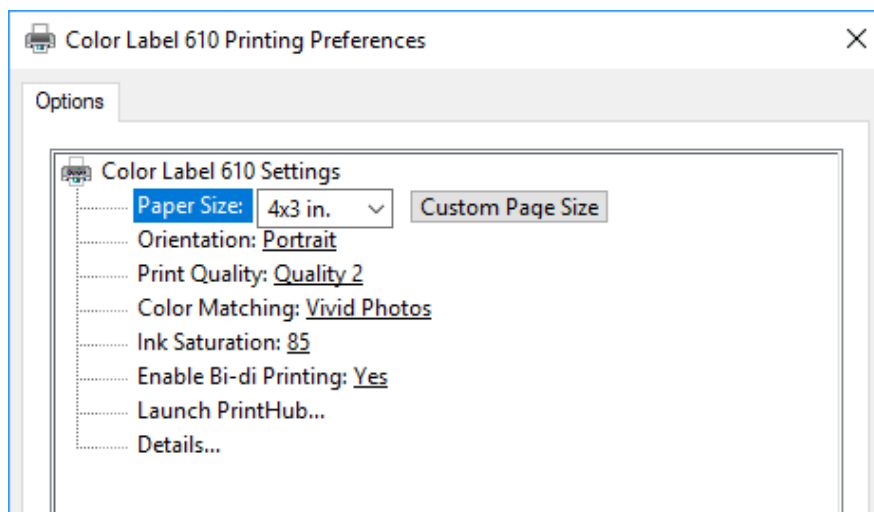 Color Label 610 Printing Preferences
Options
Color Label 610 Settings
Paper Size: 4x3 in. Custom Page Size
Orientation: Portrait
Print Quality: Quality 2
Color Matching: Vivid Photos
Ink Saturation: 85
Enable Bi-di Printing: Yes
Launch PrintHub...
Details...